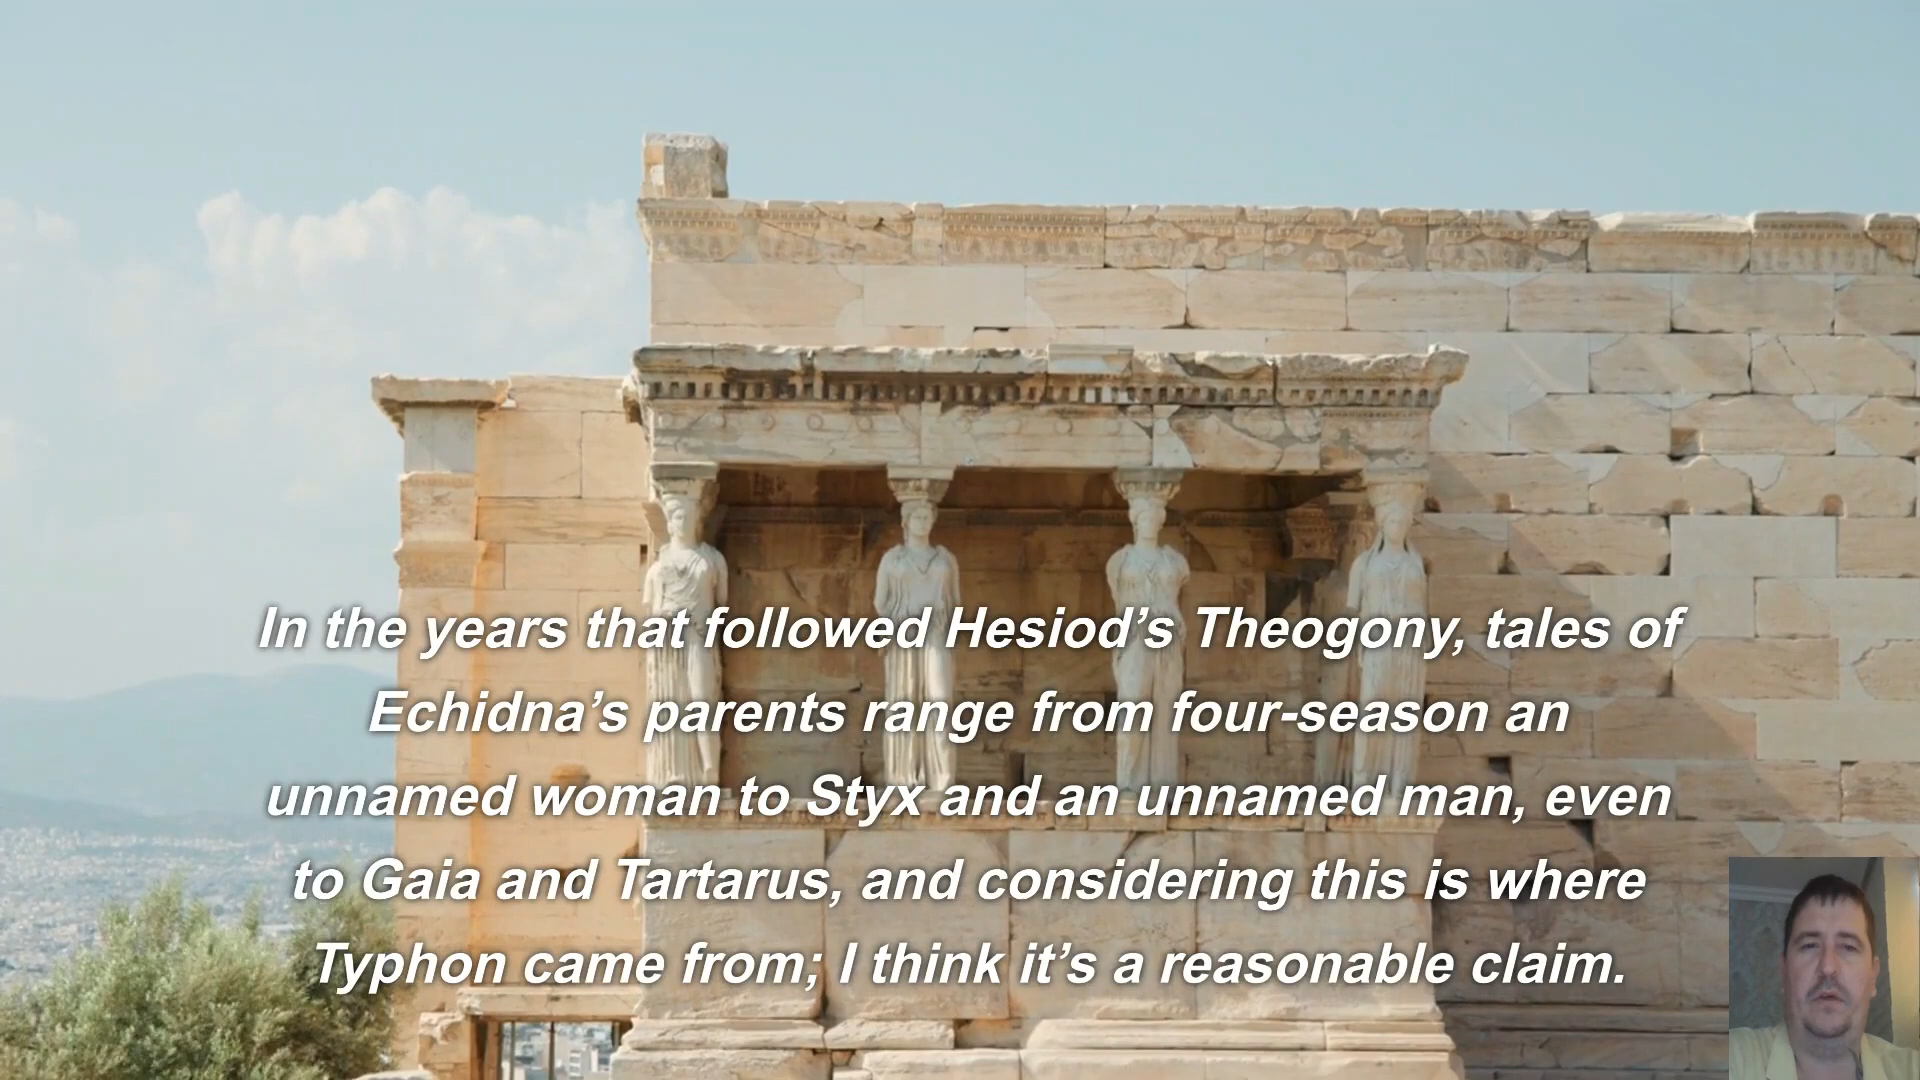 In the years that followed Hesiod’s Theogony, tales of
Echidna’s parents range from four-season an
unnamed woman to Styx and an unnamed man, even
to Gaia and Tartarus, and considering this is where
Typhon came from; I think it’s a reasonable claim.